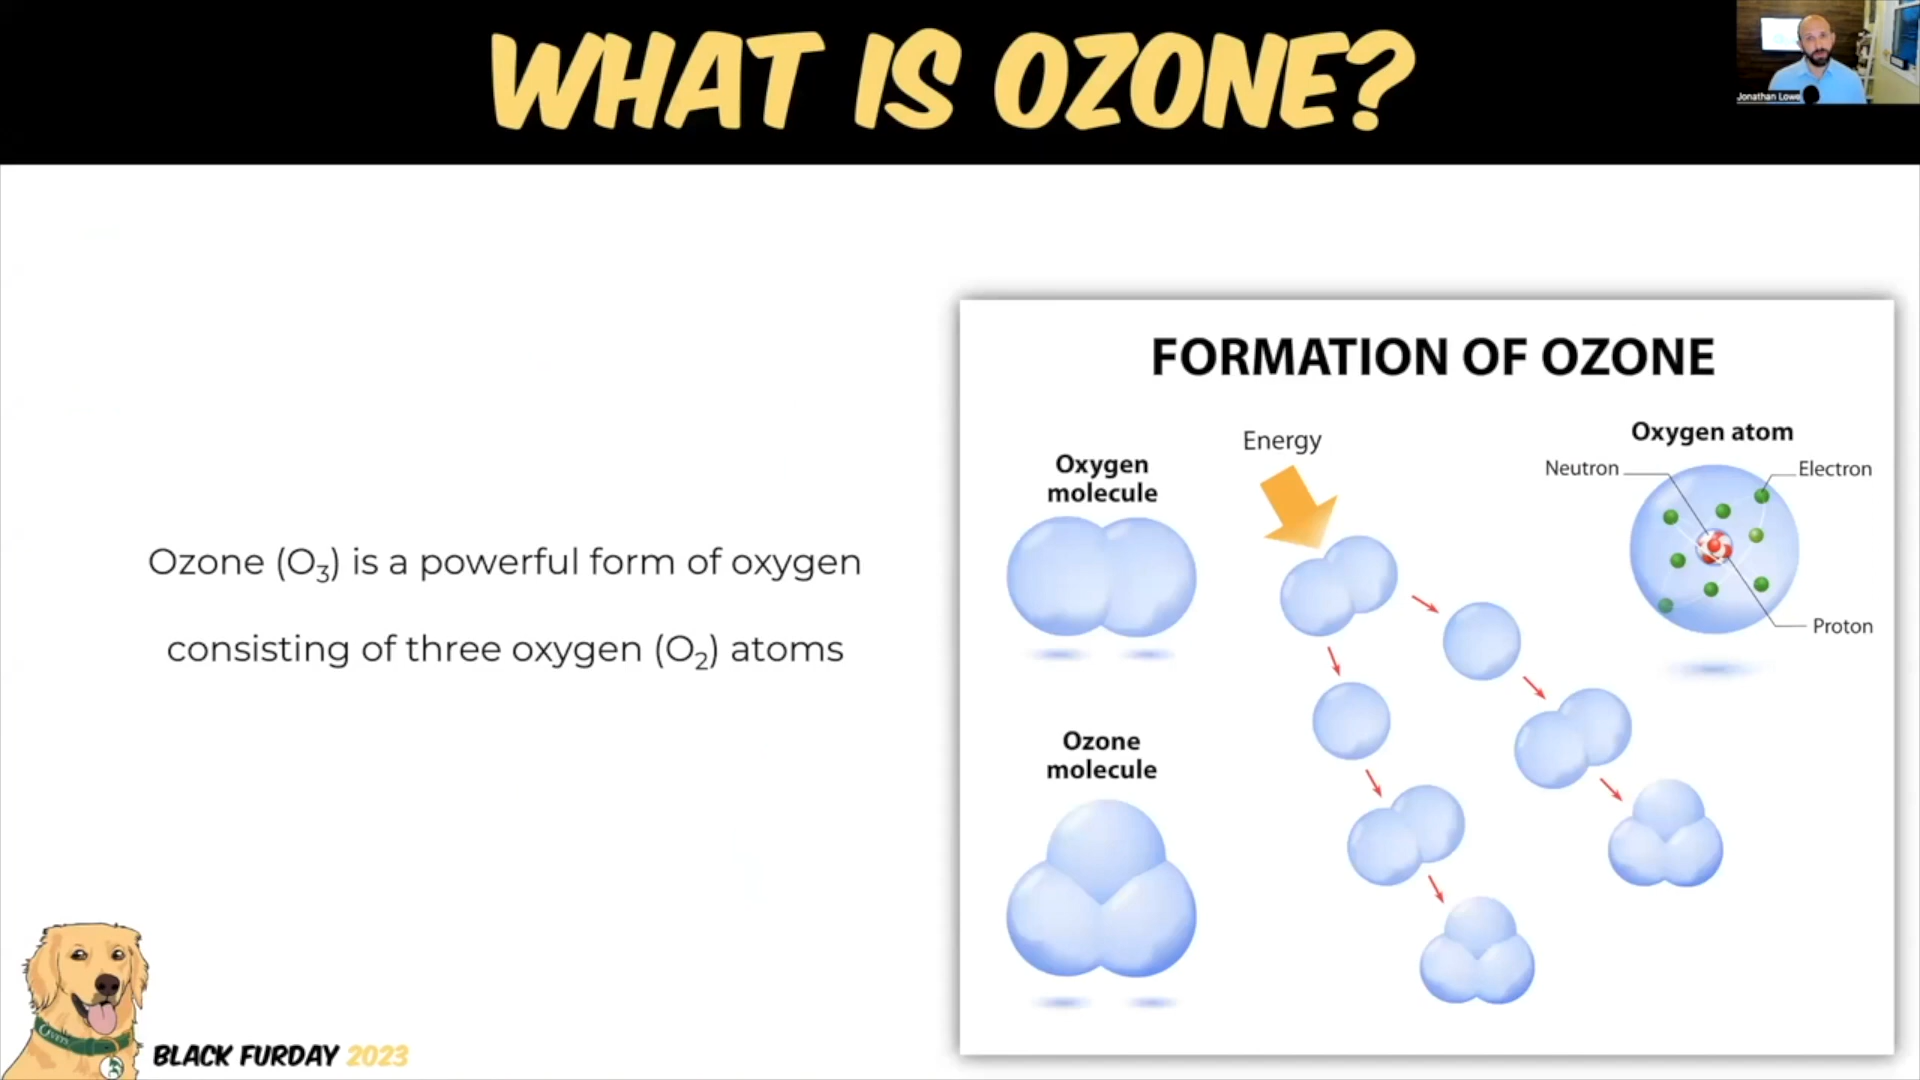 WHAT IS OZONE?
Jonathan Lowe
FORMATION OF OZONE
Oxygen atom
Energy
Oxygen
molecule
Neutron
Electron
Ozone (O₃) is a powerful form of oxygen
consisting of three oxygen (O₂) atoms
Proton
Ozone
molecule
BLACK FURDAY 2023